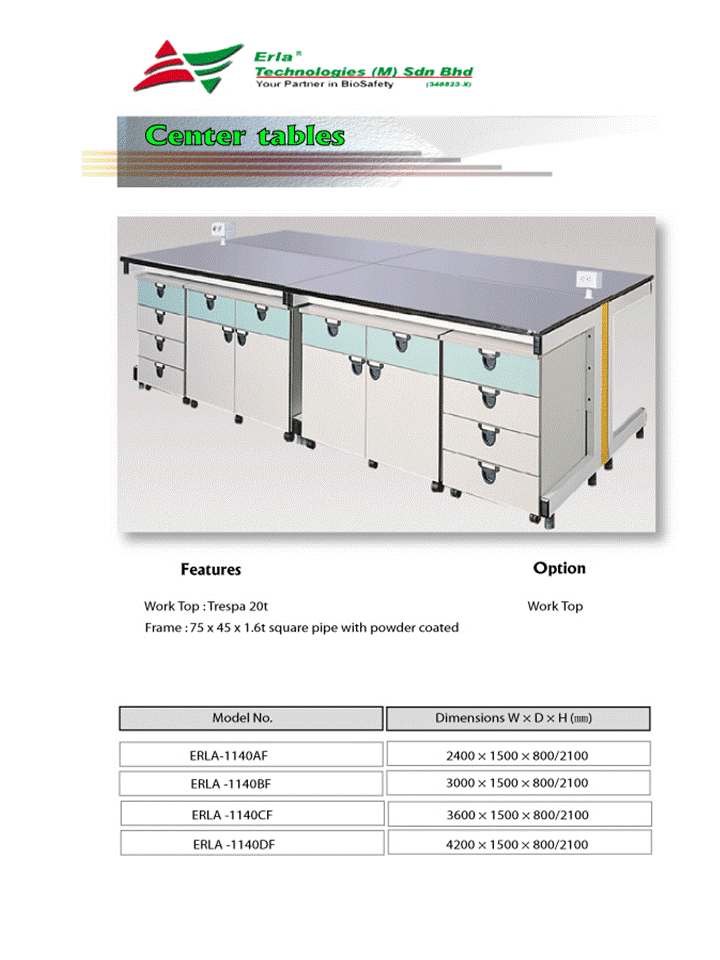 Erla®
Technologies (M) Sdn Bhd
Your Partner in BioSafety (348823-X)
Center tables
Features Option
Work Top : Trespa 20t Work Top
Frame : 75 x 45 x 1.6t square pipe with powder coated
Model No. Dimensions W × D × H (㎜)
ERLA-1140AF 2400 × 1500 × 800/2100
ERLA -1140BF 3000 × 1500 × 800/2100
ERLA -1140CF 3600 × 1500 × 800/2100
ERLA -1140DF 4200 × 1500 × 800/2100